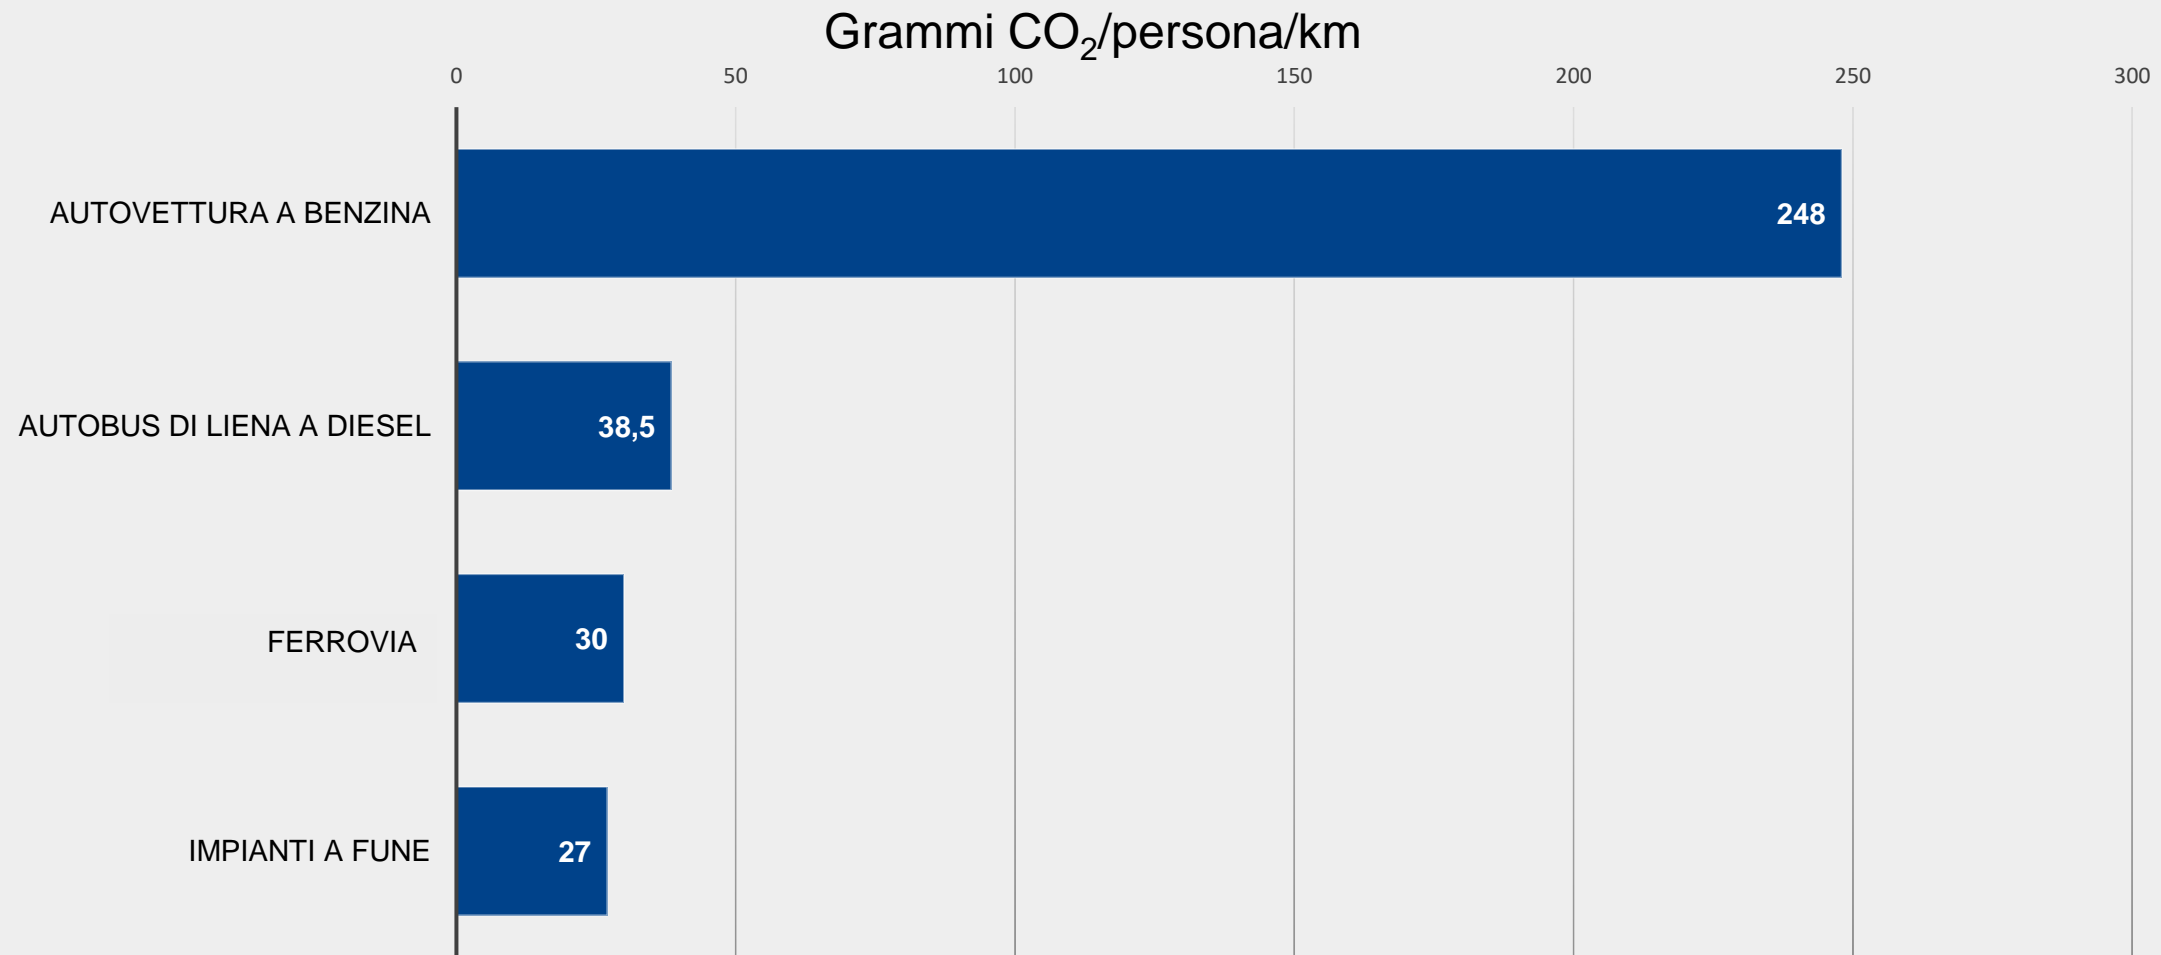 Grammi CO₂/persona/km
0 50 100 150 200 250 300
AUTOVETTURA A BENZINA 248
AUTOBUS DI LIENA A DIESEL 38,5
FERROVIA 30
IMPIANTI A FUNE 27